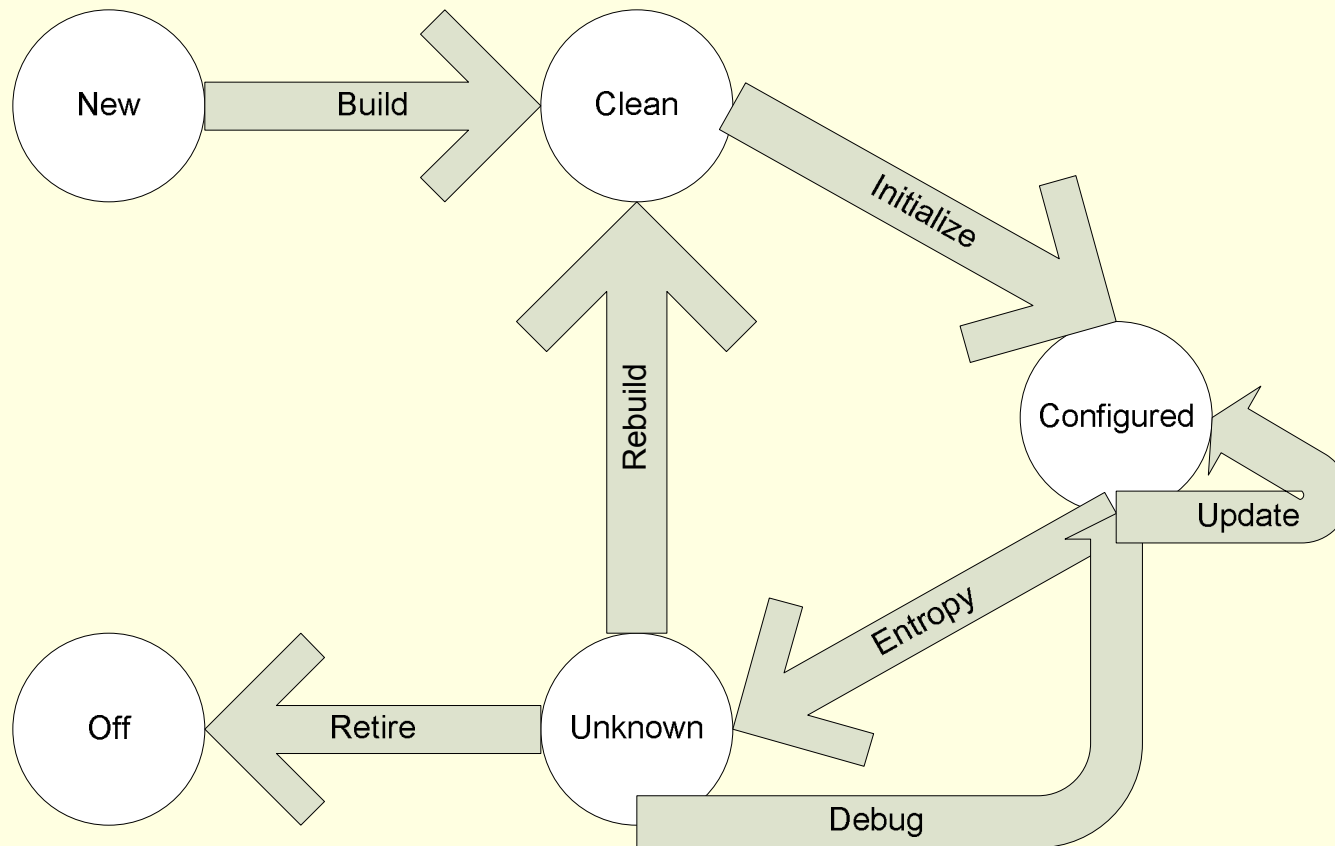 New
Build
Clean
Initialize
Configured
Rebuild
Update
Entropy
Off
Retire
Unknown
Debug